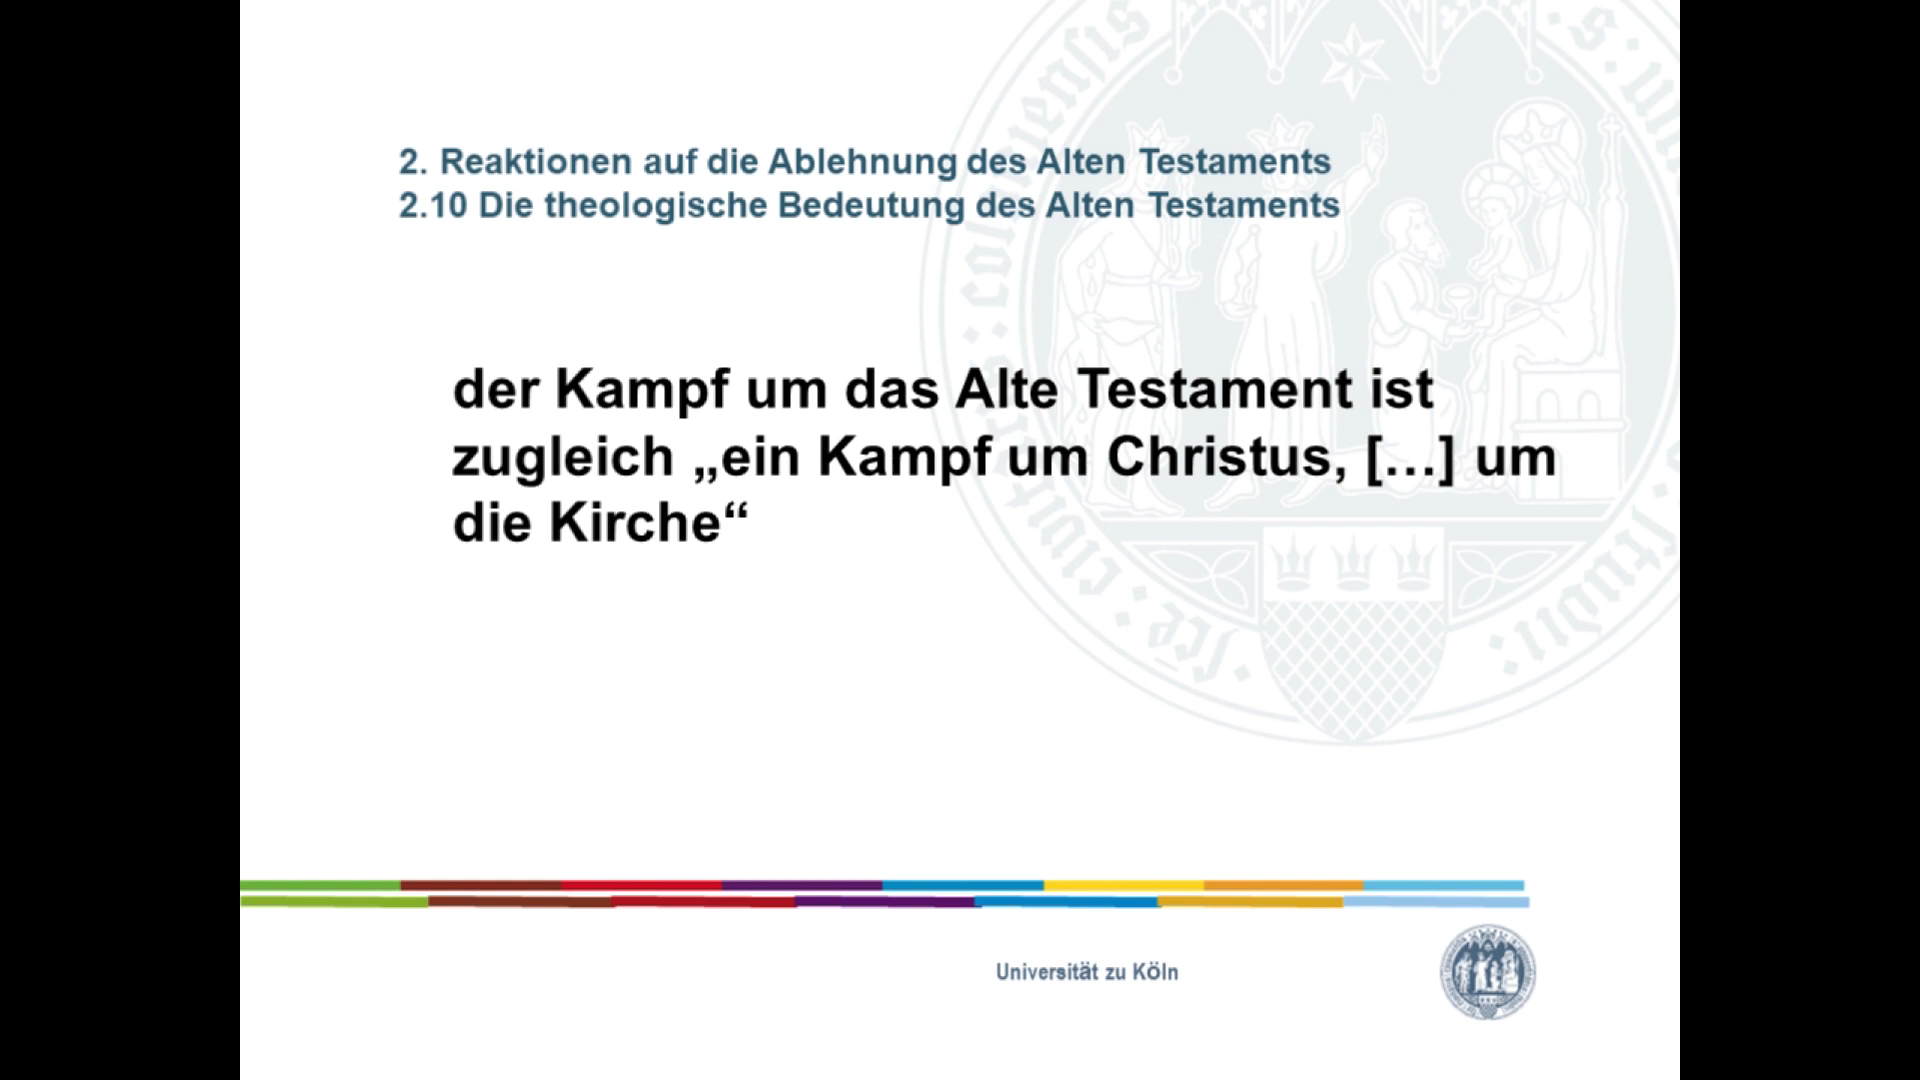 2. Reaktionen auf die Ablehnung des Alten Testaments
2.10 Die theologische Bedeutung des Alten Testaments
der Kampf um das Alte Testament ist
zugleich „ein Kampf um Christus, […] um
die Kirche“
Universität zu Köln